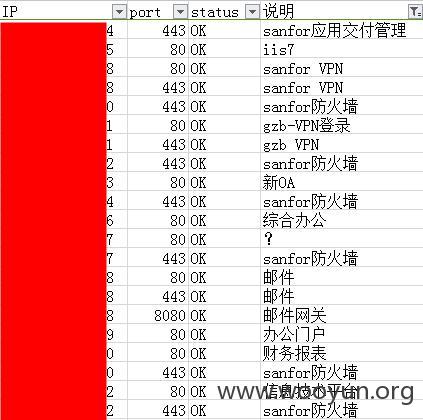 IP port status 说明
4 443 OK sanfor应用交付管理
5 80 OK iis7
8 80 OK sanfor VPN
8 443 OK sanfor VPN
0 443 OK sanfor防火墙
1 80 OK gzb-VPN登录
1 443 OK gzb VPN
2 443 OK sanfor防火墙
3 80 OK 新OA
4 443 OK sanfor防火墙
6 80 OK 综合办公
7 80 OK ?
7 443 OK sanfor防火墙
8 80 OK 邮件
8 443 OK 邮件
8 8080 OK 邮件网关
9 80 OK 办公门户
0 80 OK 财务报表
0 443 OK sanfor防火墙
2 80 OK 信息技术平台
2 443 OK sanfor防火墙
www.wooyun.org